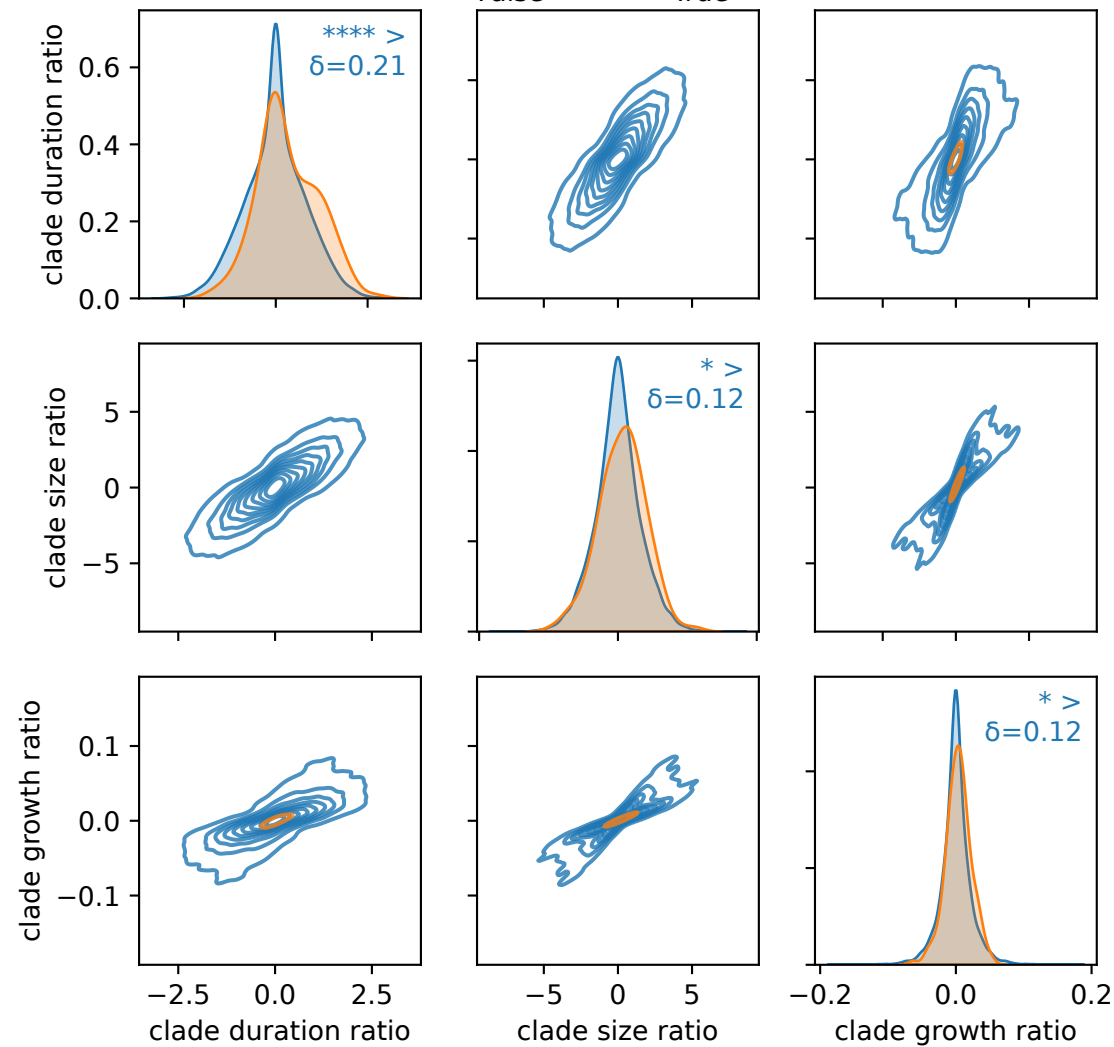 False True
clade duration ratio
0.6
0.4
0.2
0.0
**** >
δ=0.21
clade size ratio
5
0
−5
* >
δ=0.12
clade growth ratio
0.1
0.0
−0.1
* >
δ=0.12
−2.5 0.0 2.5
−5 0 5
−0.2 0.0 0.2
clade duration ratio
clade size ratio
clade growth ratio